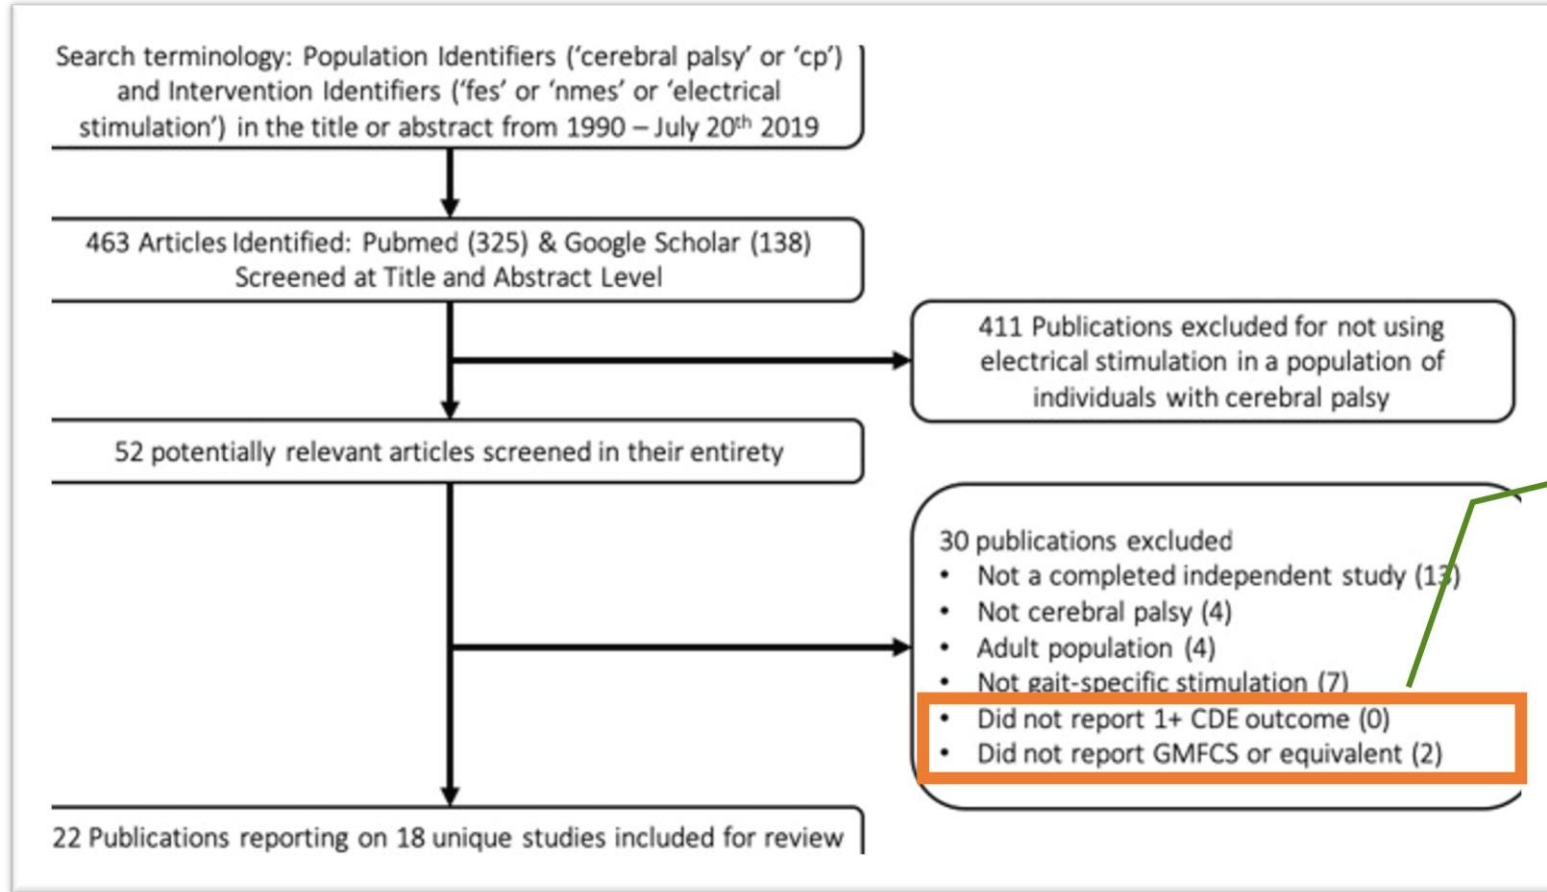 Search terminology: Population Identifiers (‘cerebral palsy’ or ‘cp’)
and Intervention Identifiers (‘fes’ or ‘nmes’ or ‘electrical
stimulation’) in the title or abstract from 1990 – July 20th 2019
463 Articles Identified: Pubmed (325) & Google Scholar (138)
Screened at Title and Abstract Level
411 Publications excluded for not using
electrical stimulation in a population of
individuals with cerebral palsy
52 potentially relevant articles screened in their entirety
30 publications excluded
• Not a completed independent study (13)
• Not cerebral palsy (4)
• Adult population (4)
• Not gait-specific stimulation (7)
• Did not report 1+ CDE outcome (0)
• Did not report GMFCS or equivalent (2)
22 Publications reporting on 18 unique studies included for review